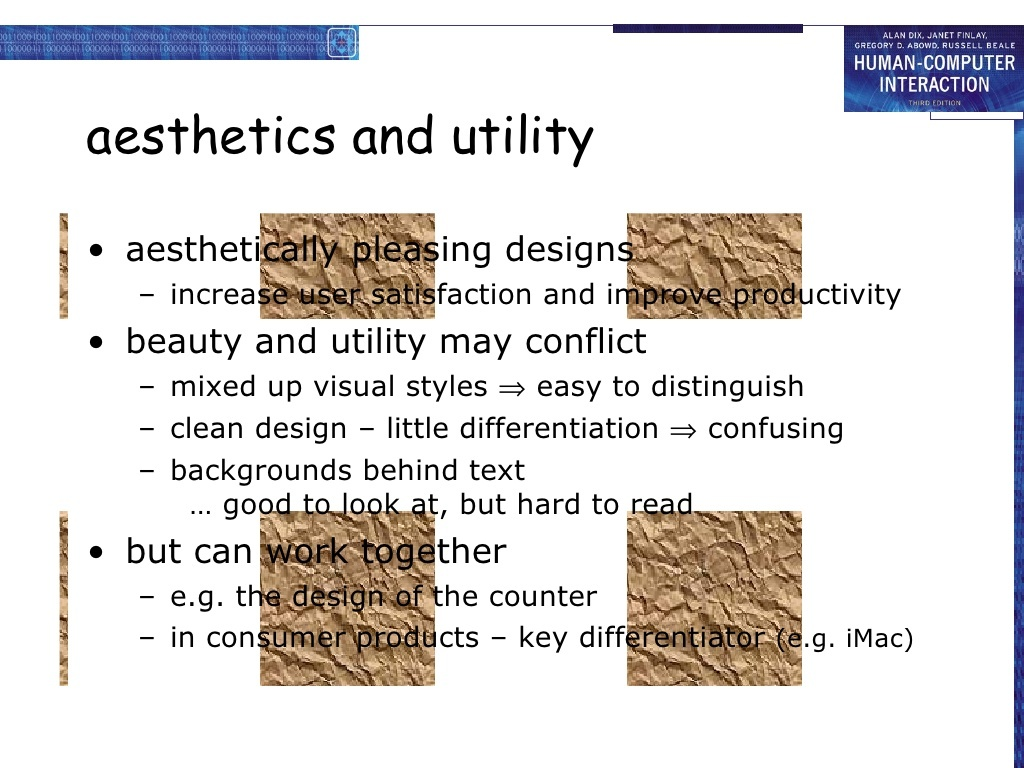 ALAN DIX, JANET FINLAY,
GREGORY D. ABOWD, RUSSELL BEALE
HUMAN-COMPUTER
INTERACTION
THIRD EDITION
aesthetics and utility
• aesthetically pleasing designs
– increase user satisfaction and improve productivity
• beauty and utility may conflict
– mixed up visual styles ⇒ easy to distinguish
– clean design – little differentiation ⇒ confusing
– backgrounds behind text
… good to look at, but hard to read
• but can work together
– e.g. the design of the counter
– in consumer products – key differentiator (e.g. iMac)